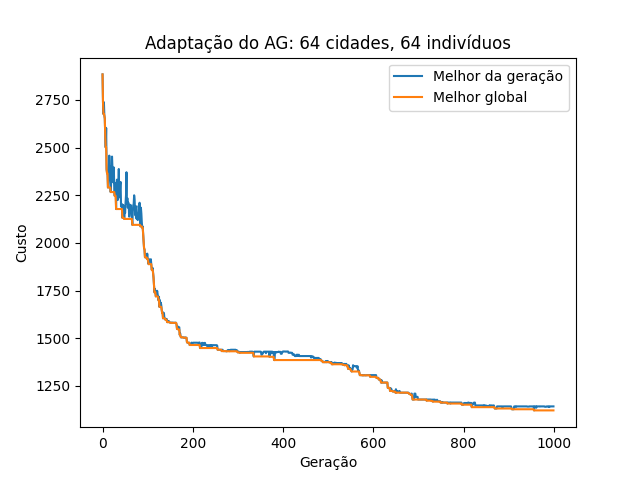 Adaptação do AG: 64 cidades, 64 indivíduos
Melhor da geração
Melhor global
2750
2500
2250
2000
1750
1500
1250
Custo
0 200 400 600 800 1000
Geração